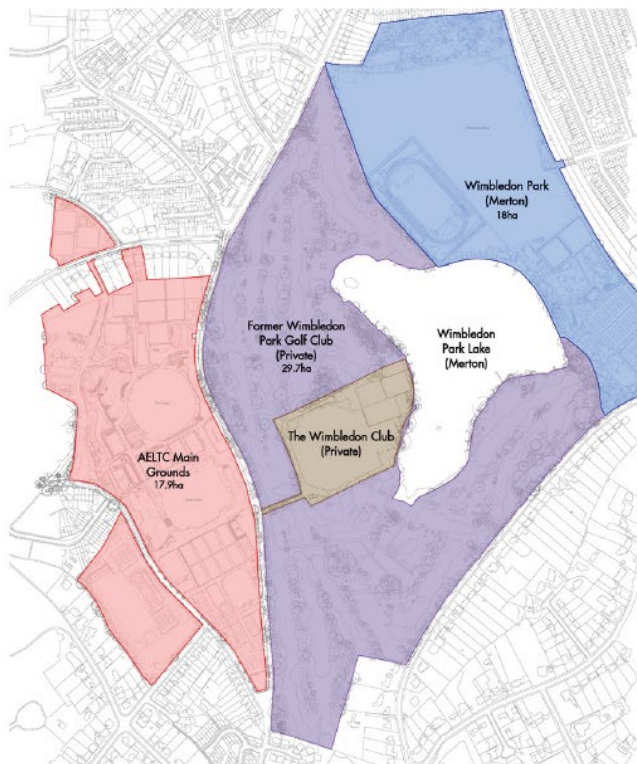 Wimbledon Park
(Merton)
18ha
Former Wimbledon
Park Golf Club
(Private)
29.7ha
Wimbledon
Park Lake
(Merton)
The Wimbledon Club
(Private)
AELTC Main
Grounds
17.9ha